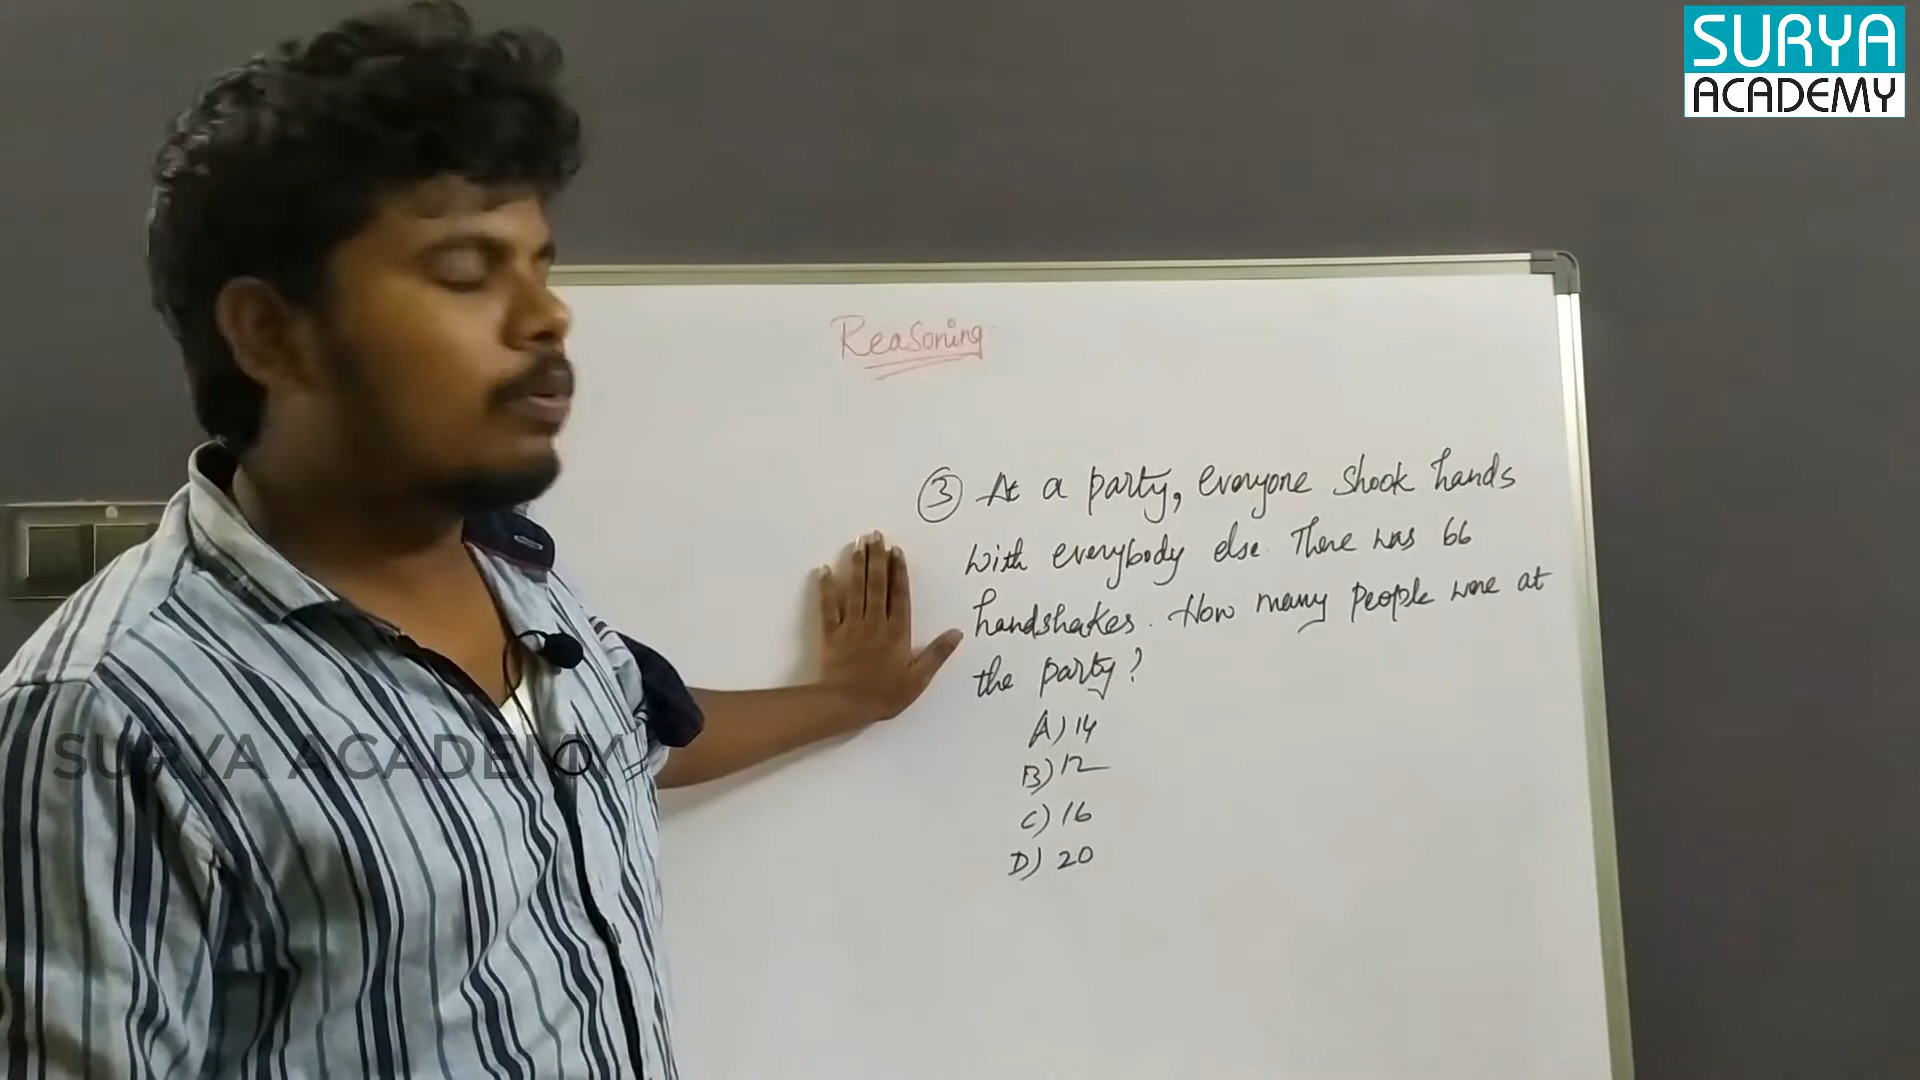 SURYA
ACADEMY
Reasoning
③ At a party, everyone shook hands
with everybody else. There was 66
handshakes. How many people were at
the party?
A) 14
B) 12
C) 16
D) 20
SURYA ACADEMY